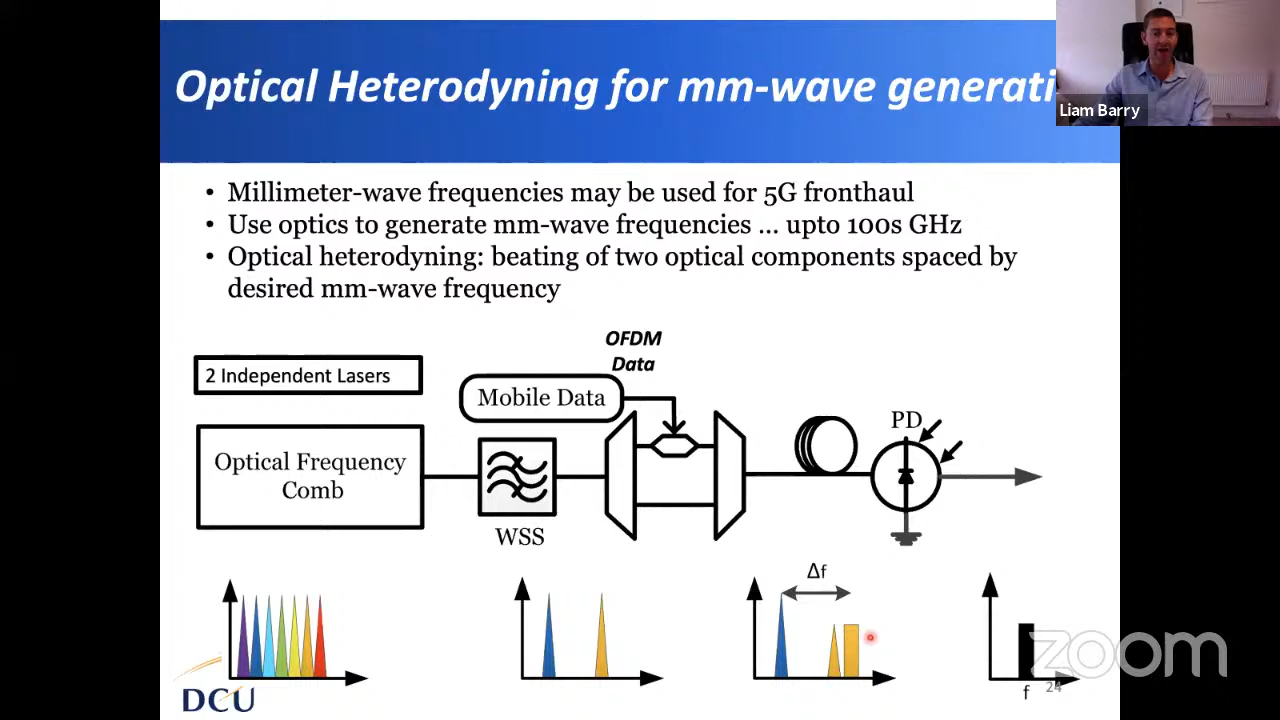 Optical Heterodyning for mm-wave generati
Liam Barry
• Millimeter-wave frequencies may be used for 5G fronthaul
• Use optics to generate mm-wave frequencies ... upto 100s GHz
• Optical heterodyning: beating of two optical components spaced by
desired mm-wave frequency
OFDM
Data
2 Independent Lasers
Mobile Data
PD
Optical Frequency
Comb
WSS
Δf
zoom
DCU
f
24